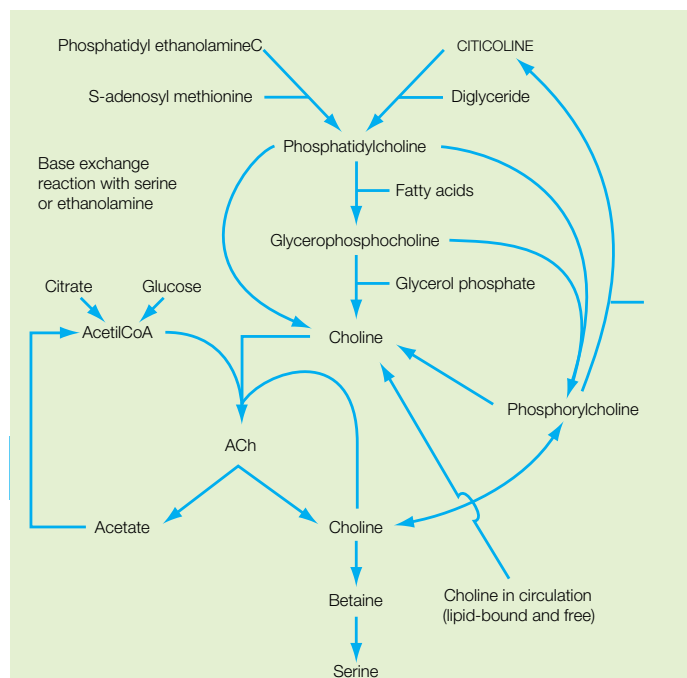 Phosphatidyl ethanolamineC
CITICOLINE
S-adenosyl methionine
Diglyceride
Phosphatidylcholine
Base exchange
reaction with serine
or ethanolamine
Fatty acids
Glycerophosphocholine
Citrate
Glucose
Glycerol phosphate
AcetilCoA
Choline
Phosphorylcholine
ACh
Acetate
Choline
Choline in circulation
(lipid-bound and free)
Betaine
Serine